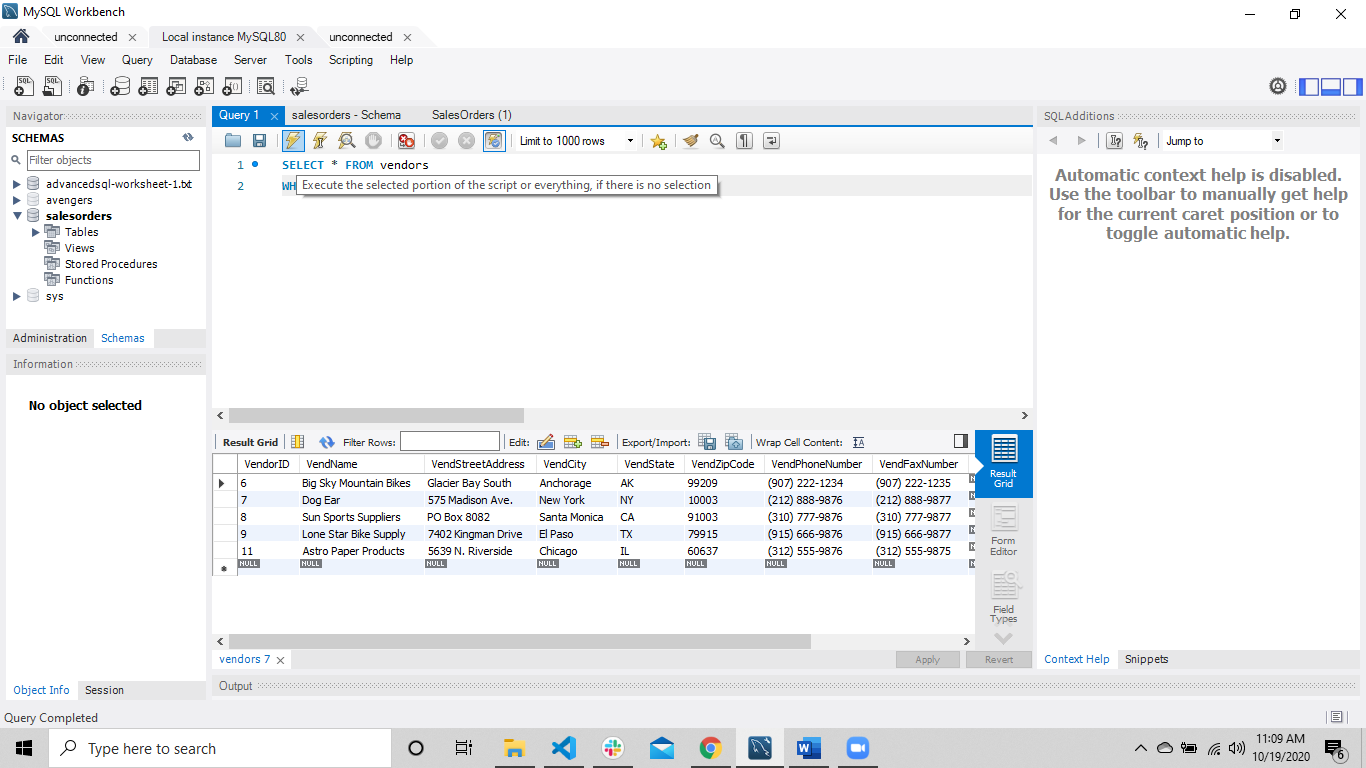 MySQL Workbench
unconnected Local instance MySQL80 unconnected
File Edit View Query Database Server Tools Scripting Help
Navigator
SCHEMAS
Filter objects
advancedsql-worksheet-1.txt
avengers
salesorders
Tables
Views
Stored Procedures
Functions
sys
Administration Schemas
Information
No object selected
Object Info Session
Query 1 salesorders - Schema SalesOrders (1)
Limit to 1000 rows
1 SELECT * FROM vendors
2 WH
Execute the selected portion of the script or everything, if there is no selection
Result Grid Filter Rows: Edit: Export/Import: Wrap Cell Content:
VendorID VendName VendStreetAddress VendCity VendState VendZipCode VendPhoneNumber VendFaxNumber
6 Big Sky Mountain Bikes Glacier Bay South Anchorage AK 99209 (907) 222-1234 (907) 222-1235
7 Dog Ear 575 Madison Ave. New York NY 10003 (212) 888-9876 (212) 888-9877
8 Sun Sports Suppliers PO Box 8082 Santa Monica CA 91003 (310) 777-9876 (310) 777-9877
9 Lone Star Bike Supply 7402 Kingman Drive El Paso TX 79915 (915) 666-9876 (915) 666-9877
11 Astro Paper Products 5639 N. Riverside Chicago IL 60637 (312) 555-9876 (312) 555-9875
NULL NULL NULL NULL NULL NULL NULL NULL
Result
Grid
Form
Editor
Field
Types
vendors 7 Apply Revert
Output
SQLAdditions
Jump to
Automatic context help is disabled.
Use the toolbar to manually get help
for the current caret position or to
toggle automatic help.
Context Help Snippets
Query Completed
Type here to search
11:09 AM
10/19/2020
6